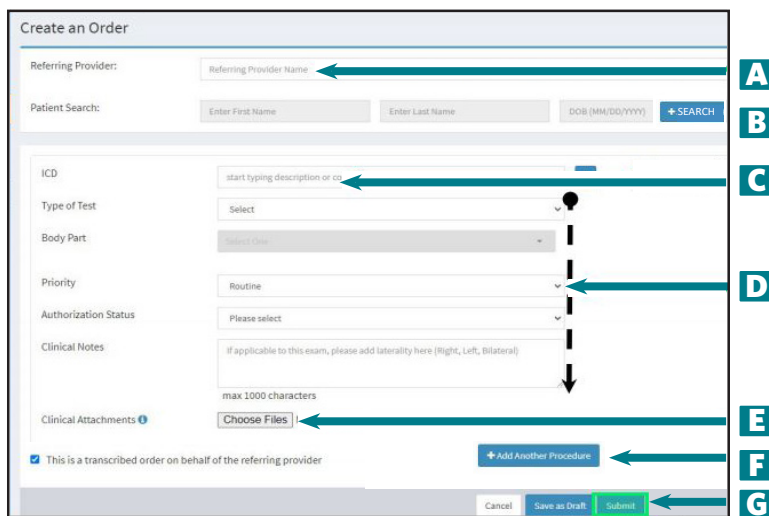 Create an Order
Referring Provider: Referring Provider Name A
Patient Search: Enter First Name Enter Last Name DOB (MM/DD/YYYY) + SEARCH B
ICD start typing description or co C
Type of Test Select
Body Part Select One
Priority Routine D
Authorization Status Please select
Clinical Notes If applicable to this exam, please add laterality here (Right, Left, Bilateral)
max 1000 characters
Clinical Attachments Choose Files E
This is a transcribed order on behalf of the referring provider + Add Another Procedure F
Cancel Save as Draft Submit G